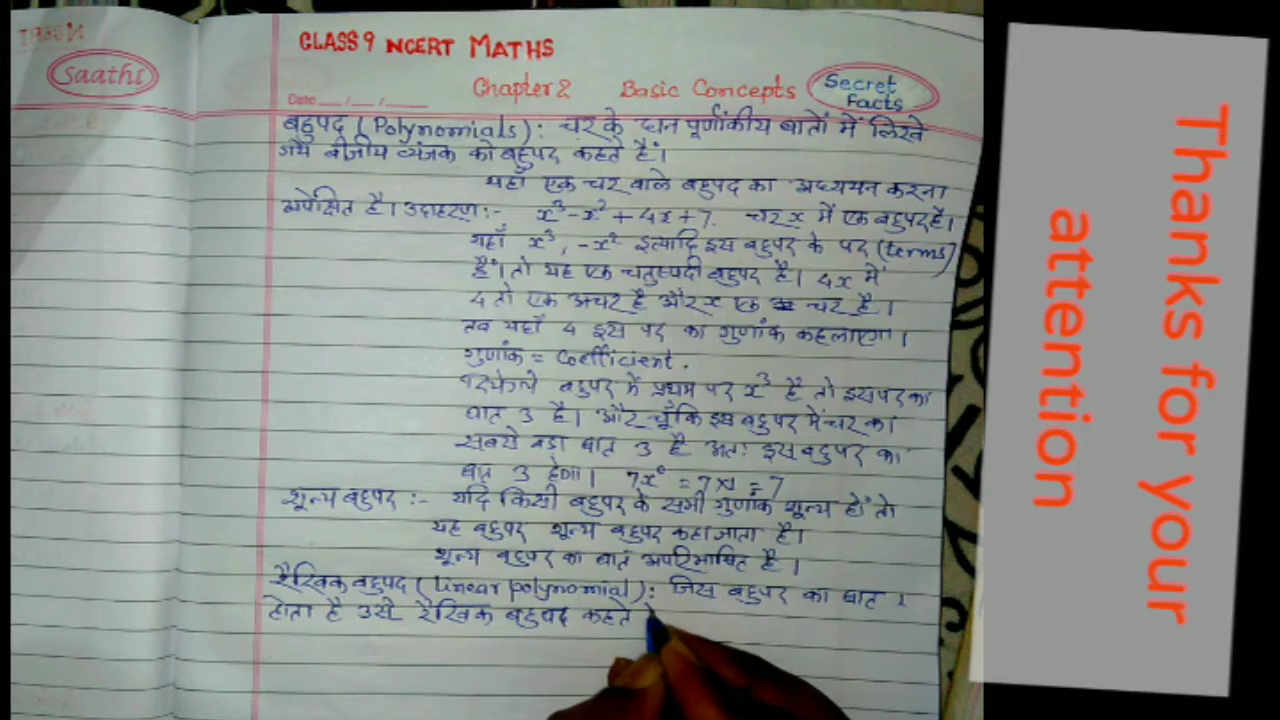 Saathi
CLASS 9 NCERT MATHS
Chapter 2 Basic Concepts Secret Facts
Date ___/___/____
बहुपद (Polynomials): चर के धन पूर्णांकीय घातों में लिखे
गये बीजीय व्यंजक को बहुपद कहते हैं।
यहाँ एक चर वाले बहुपद का अध्ययन करना
अपेक्षित है। उदाहरण:- x³-x²+4x+7. चर x में एक बहुपद है।
यहाँ x³, -x² इत्यादि इस बहुपद के पद (terms)
हैं। तो यह एक चतुष्पदी बहुपद है। 4x में
4 तो एक अचर है और x एक चर है।
तब यहाँ 4 इस पद का गुणांक कहलाएगा।
गुणांक = Coefficient.
बहुपद में प्रथम पद x³ है तो इस पद का
घात 3 है। और चूँकि इस बहुपद में चर का
सबसे बड़ा घात 3 है अतः इस बहुपद का
घात 3 होगा। 7x⁰ = 7×1 = 7
शून्य बहुपद :- यदि किसी बहुपद के सभी गुणांक शून्य हों तो
यह बहुपद शून्य बहुपद कहा जाता है।
शून्य बहुपद का घात अपरिभाषित है।
रैखिक बहुपद (Linear polynomial): जिस बहुपद का घात 1
होता है उसे रैखिक बहुपद कहते
Thanks for your
attention